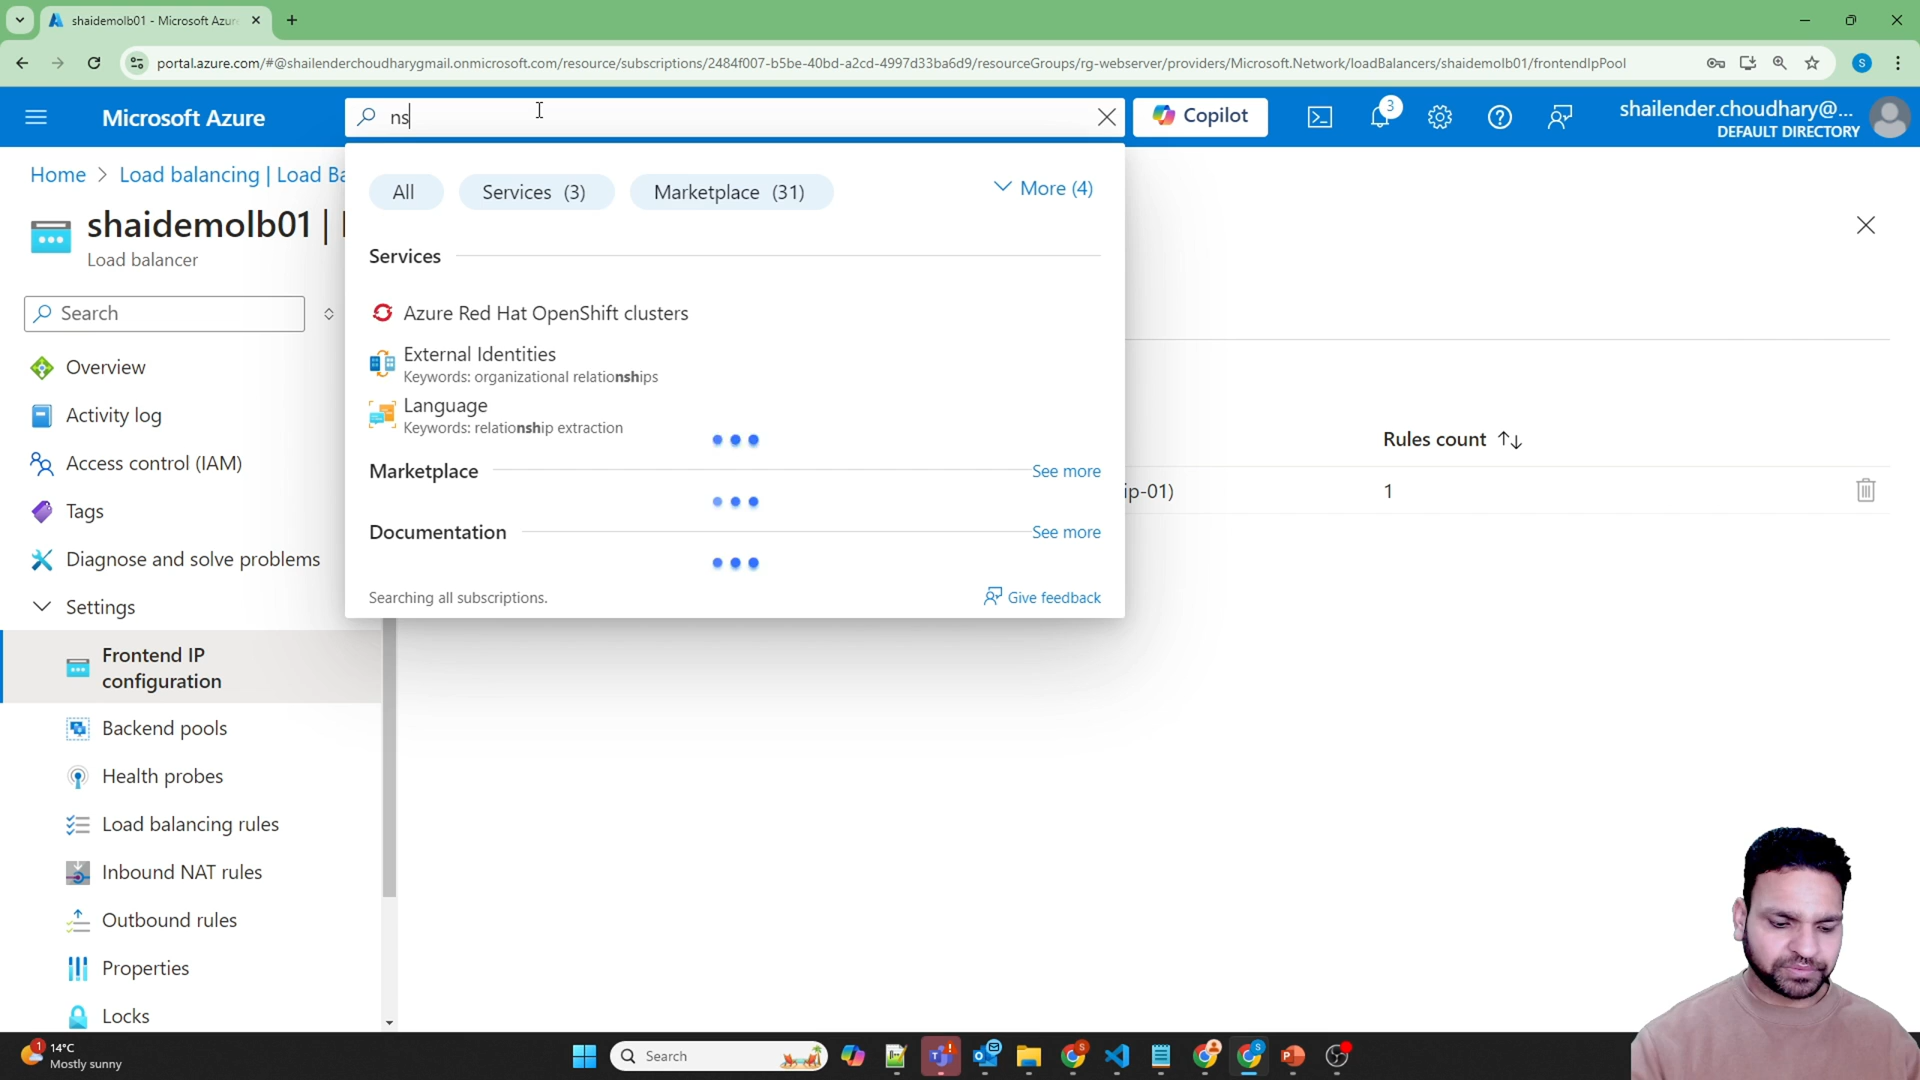 shaidemolb01 - Microsoft Azur
portal.azure.com/#@shailenderchoudharygmail.onmicrosoft.com/resource/subscriptions/2484f007-b5be-40bd-a2cd-4997d33ba6d9/resourceGroups/rg-webserver/providers/Microsoft.Network/loadBalancers/shaidemolb01/frontendIpPool
S
Microsoft Azure
ns
Copilot
3
shailender.choudhary@...
DEFAULT DIRECTORY
Home > Load balancing | Load Ba
shaidemolb01 |
Load balancer
Search
Overview
Activity log
Access control (IAM)
Tags
Diagnose and solve problems
Settings
Frontend IP
configuration
Backend pools
Health probes
Load balancing rules
Inbound NAT rules
Outbound rules
Properties
Locks
All
Services (3)
Marketplace (31)
More (4)
Services
Azure Red Hat OpenShift clusters
External Identities
Keywords: organizational relationships
Language
Keywords: relationship extraction
Marketplace
See more
Documentation
See more
Searching all subscriptions.
Give feedback
Rules count
ip-01)
1
1
14°C
Mostly sunny
Search